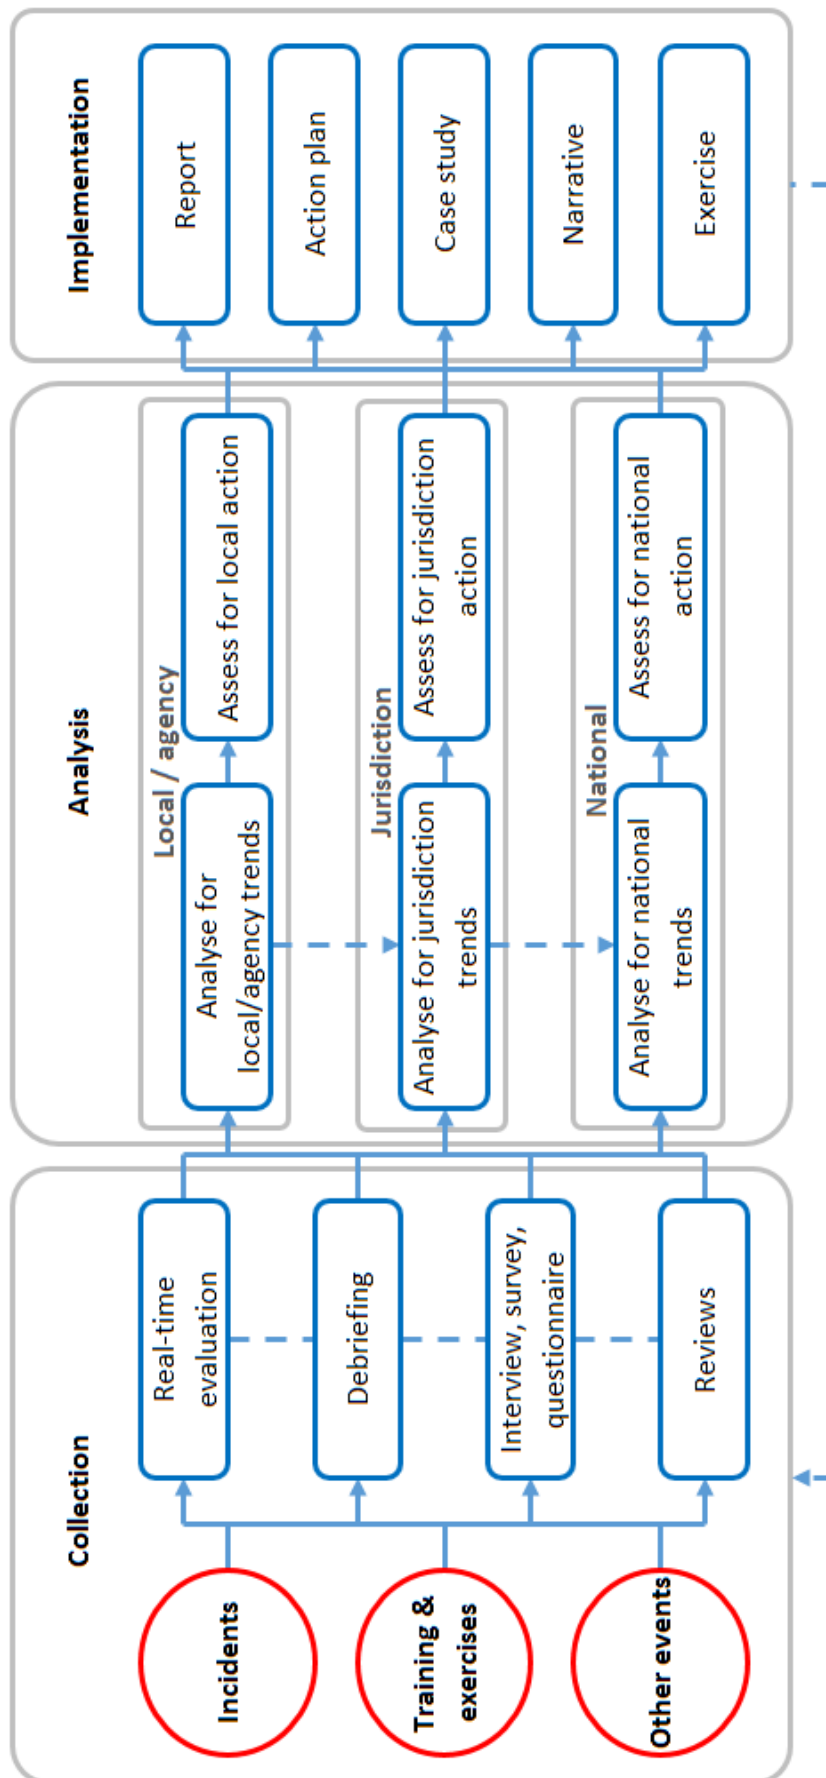 Collection
Incidents
Training &
exercises
Other events
Real-time
evaluation
Debriefing
Interview, survey,
questionnaire
Reviews
Analysis
Local / agency
Analyse for
local/agency trends
Assess for local action
Jurisdiction
Analyse for jurisdiction
trends
Assess for jurisdiction
action
National
Analyse for national
trends
Assess for national
action
Implementation
Report
Action plan
Case study
Narrative
Exercise